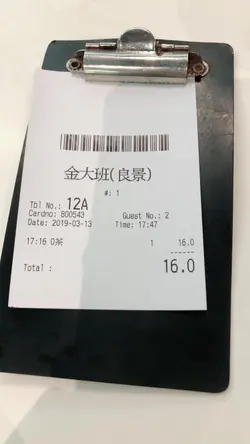 金大班(良景)
#: 1
Tbl No.: 12A
Cardno: B00543 Guest No.: 2
Date: 2019-03-13 Time: 17:47
17:16 0茶 1 16.0
Total : 16.0